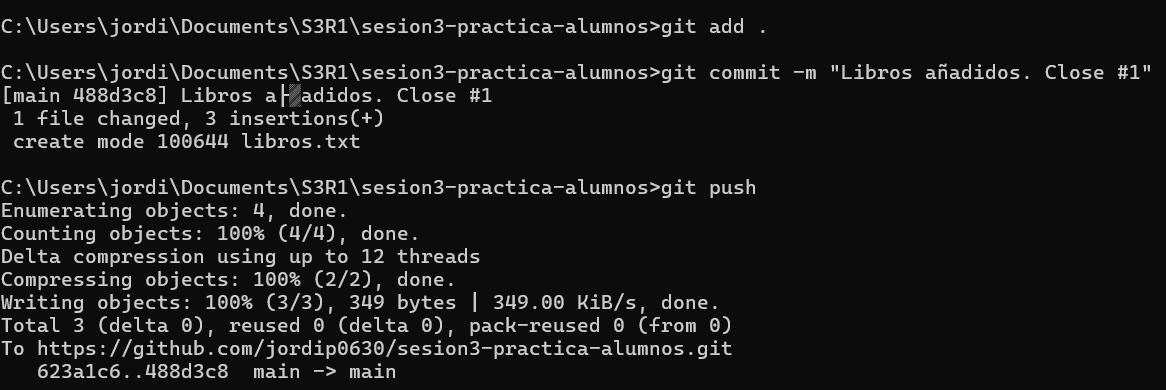 C:\Users\jordi\Documents\S3R1\sesion3-practica-alumnos>git add .
C:\Users\jordi\Documents\S3R1\sesion3-practica-alumnos>git commit -m "Libros añadidos. Close #1"
[main 488d3c8] Libros a├▒adidos. Close #1
 1 file changed, 3 insertions(+)
 create mode 100644 libros.txt
C:\Users\jordi\Documents\S3R1\sesion3-practica-alumnos>git push
Enumerating objects: 4, done.
Counting objects: 100% (4/4), done.
Delta compression using up to 12 threads
Compressing objects: 100% (2/2), done.
Writing objects: 100% (3/3), 349 bytes | 349.00 KiB/s, done.
Total 3 (delta 0), reused 0 (delta 0), pack-reused 0 (from 0)
To https://github.com/jordip0630/sesion3-practica-alumnos.git
   623a1c6..488d3c8  main -> main